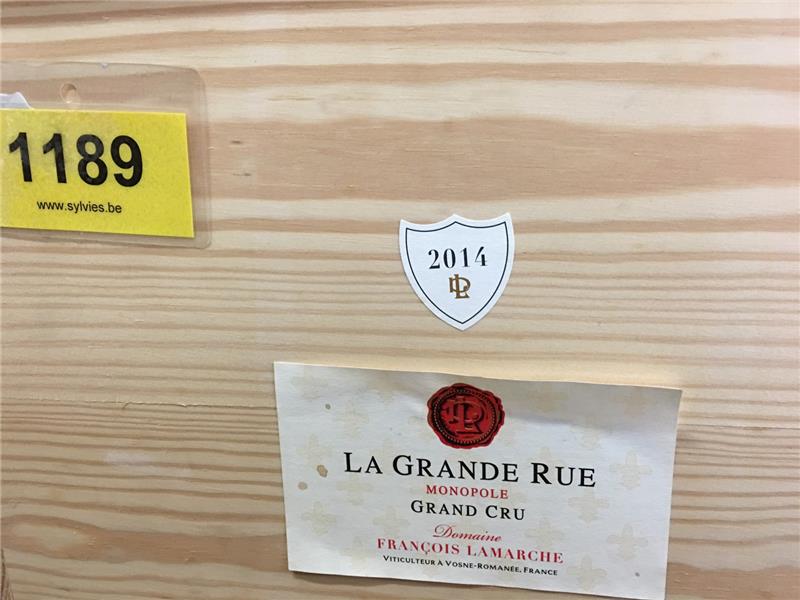 1189
www.sylvies.be
2014
LA GRANDE RUE
MONOPOLE
GRAND CRU
Domaine
FRANÇOIS LAMARCHE
VITICULTEUR À VOSNE-ROMANÉE, FRANCE